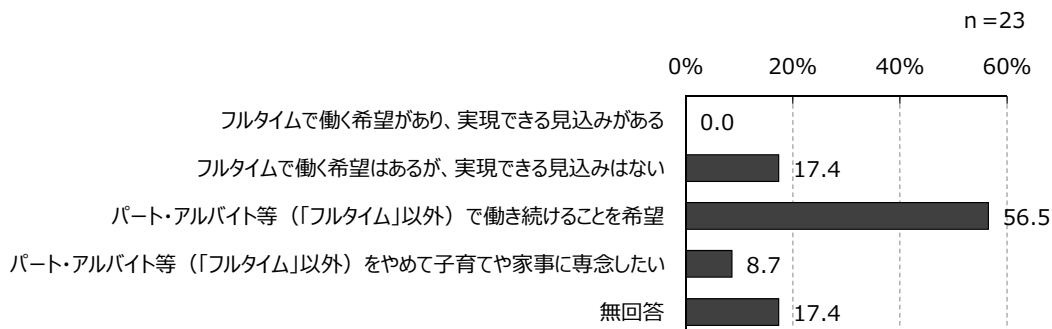 n =23
0% 20% 40% 60%
フルタイムで働く希望があり、実現できる見込みがある 0.0
フルタイムで働く希望はあるが、実現できる見込みはない 17.4
パート・アルバイト等（「フルタイム」以外）で働き続けることを希望 56.5
パート・アルバイト等（「フルタイム」以外）をやめて子育てや家事に専念したい 8.7
無回答 17.4